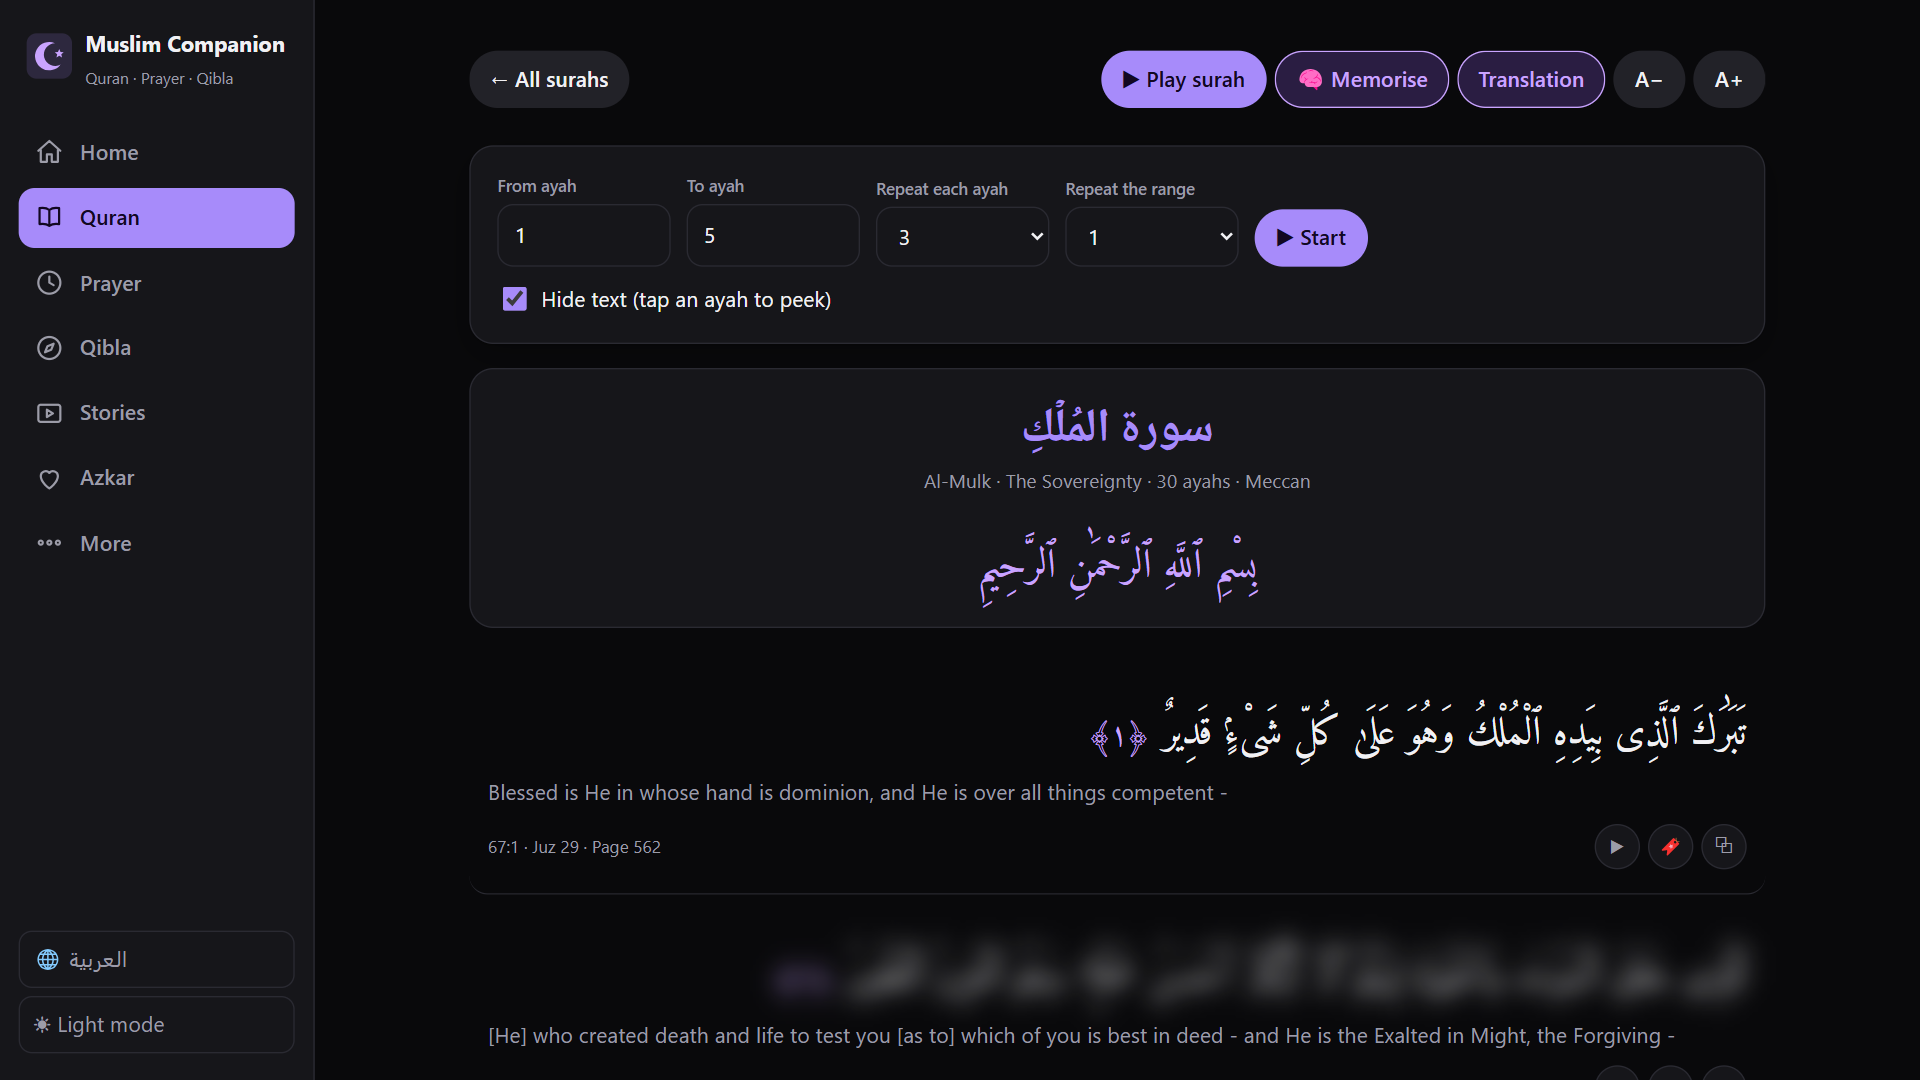 Muslim Companion
Quran · Prayer · Qibla
Home
Quran
Prayer
Qibla
Stories
Azkar
More
العربية
Light mode
← All surahs
Play surah
Memorise
Translation
A−
A+
From ayah
To ayah
Repeat each ayah
Repeat the range
1
5
3
1
Start
Hide text (tap an ayah to peek)
سورة المُلۡكِ
Al-Mulk · The Sovereignty · 30 ayahs · Meccan
بِسْمِ ٱللَّهِ ٱلرَّحْمَٰنِ ٱلرَّحِيمِ
تَبَٰرَكَ ٱلَّذِى بِيَدِهِ ٱلْمُلْكُ وَهُوَ عَلَىٰ كُلِّ شَىْءٍۢ قَدِيرٌ ﴿١﴾
Blessed is He in whose hand is dominion, and He is over all things competent -
67:1 · Juz 29 · Page 562
[He] who created death and life to test you [as to] which of you is best in deed - and He is the Exalted in Might, the Forgiving -